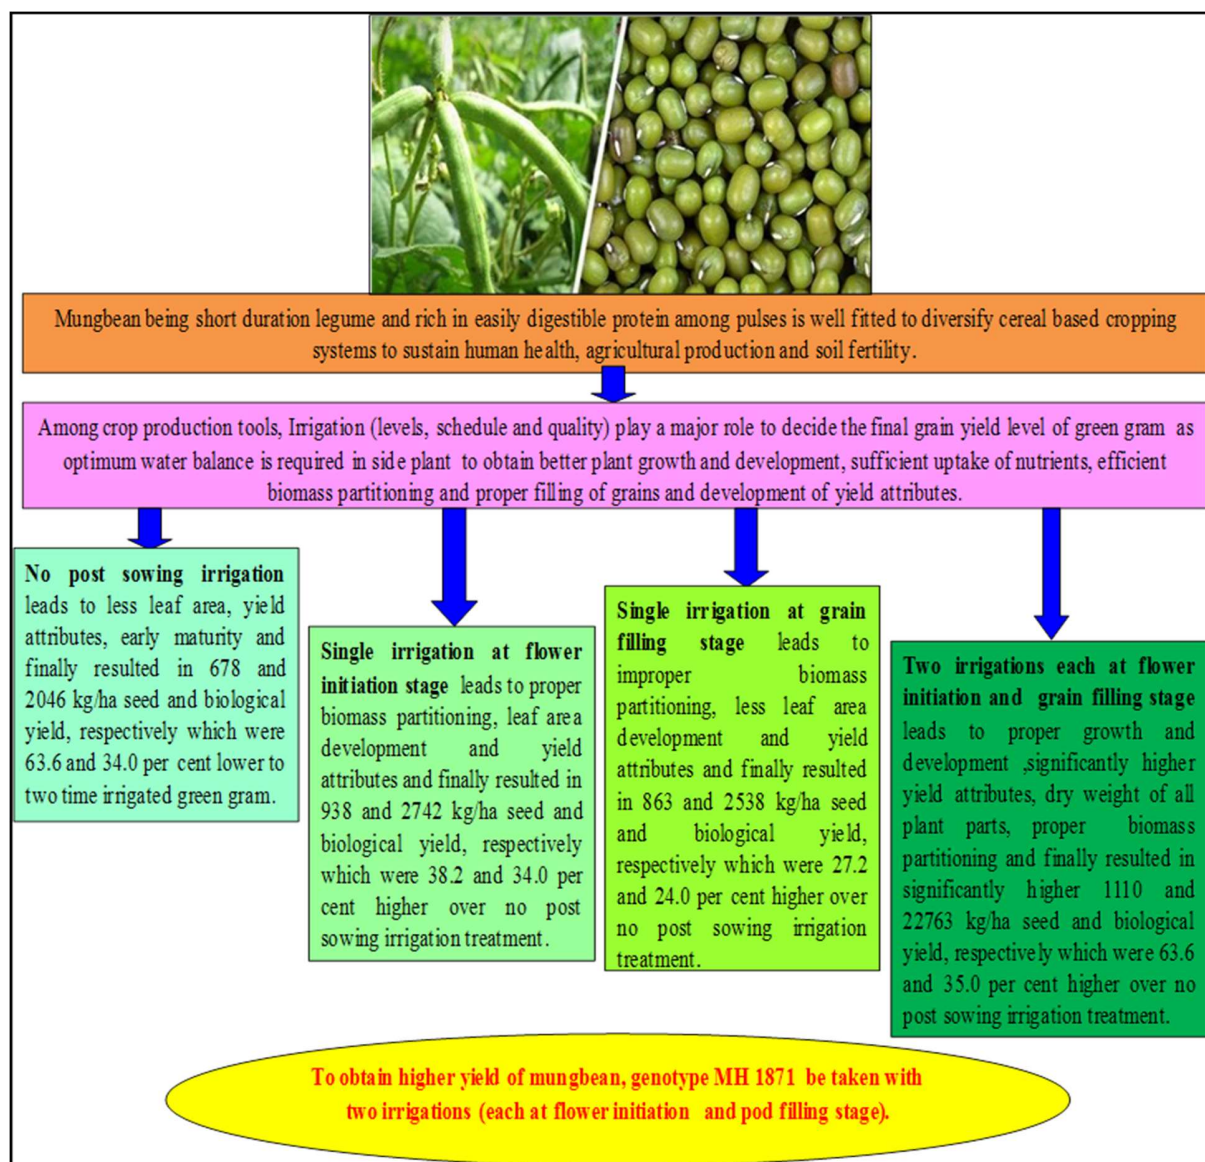 Mungbean being short duration legume and rich in easily digestible protein among pulses is well fitted to diversify cereal based cropping
systems to sustain human health, agricultural production and soil fertility.
Among crop production tools, Irrigation (levels, schedule and quality) play a major role to decide the final grain yield level of green gram as
optimum water balance is required in side plant to obtain better plant growth and development, sufficient uptake of nutrients, efficient
biomass partitioning and proper filling of grains and development of yield attributes.
No post sowing irrigation
leads to less leaf area, yield
attributes, early maturity and
finally resulted in 678 and
2046 kg/ha seed and biological
yield, respectively which were
63.6 and 34.0 per cent lower to
two time irrigated green gram.
Single irrigation at flower
initiation stage leads to proper
biomass partitioning, leaf area
development and yield
attributes and finally resulted in
938 and 2742 kg/ha seed and
biological yield, respectively
which were 38.2 and 34.0 per
cent higher over no post
sowing irrigation treatment.
Single irrigation at grain
filling stage leads to
improper biomass
partitioning, less leaf area
development and yield
attributes and finally resulted
in 863 and 2538 kg/ha seed
and biological yield,
respectively which were 27.2
and 24.0 per cent higher over
no post sowing irrigation
treatment.
Two irrigations each at flower
initiation and grain filling stage
leads to proper growth and
development ,significantly higher
yield attributes, dry weight of all
plant parts, proper biomass
partitioning and finally resulted in
significantly higher 1110 and
22763 kg/ha seed and biological
yield, respectively which were 63.6
and 35.0 per cent higher over no
post sowing irrigation treatment.
To obtain higher yield of mungbean, genotype MH 1871 be taken with
two irrigations (each at flower initiation and pod filling stage).